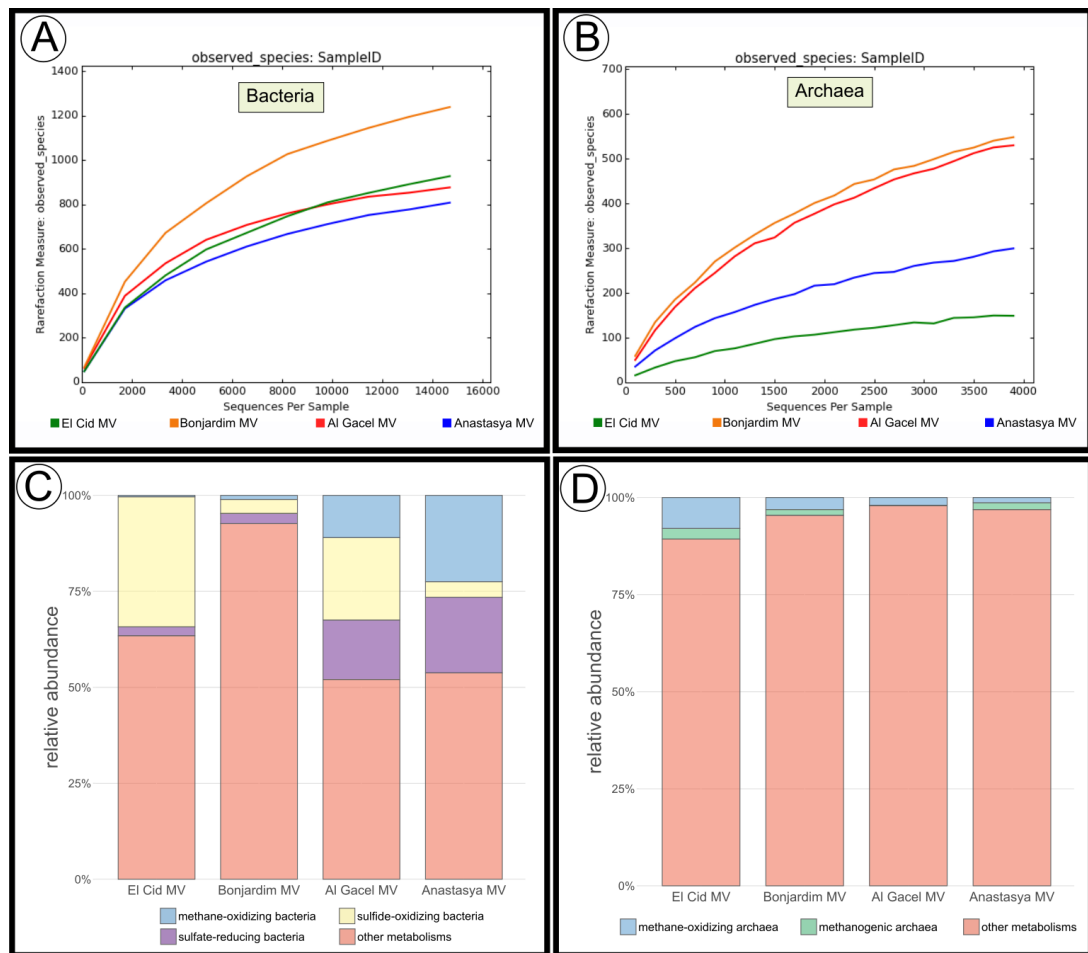 A
observed_species: SampleID
Bacteria
Rarefaction Measure: observed_species
1400
1200
1000
800
600
400
200
0
0 2000 4000 6000 8000 10000 12000 14000 16000
Sequences Per Sample
El Cid MV Bonjardim MV Al Gacel MV Anastasya MV
B
observed_species: SampleID
Archaea
Rarefaction Measure: observed_species
700
600
500
400
300
200
100
0
0 500 1000 1500 2000 2500 3000 3500 4000
Sequences Per Sample
El Cid MV Bonjardim MV Al Gacel MV Anastasya MV
C
relative abundance
100%
75%
50%
25%
0%
El Cid MV Bonjardim MV Al Gacel MV Anastasya MV
methane-oxidizing bacteria sulfide-oxidizing bacteria
sulfate-reducing bacteria other metabolisms
D
relative abundance
100%
75%
50%
25%
0%
El Cid MV Bonjardim MV Al Gacel MV Anastasya MV
methane-oxidizing archaea methanogenic archaea other metabolisms